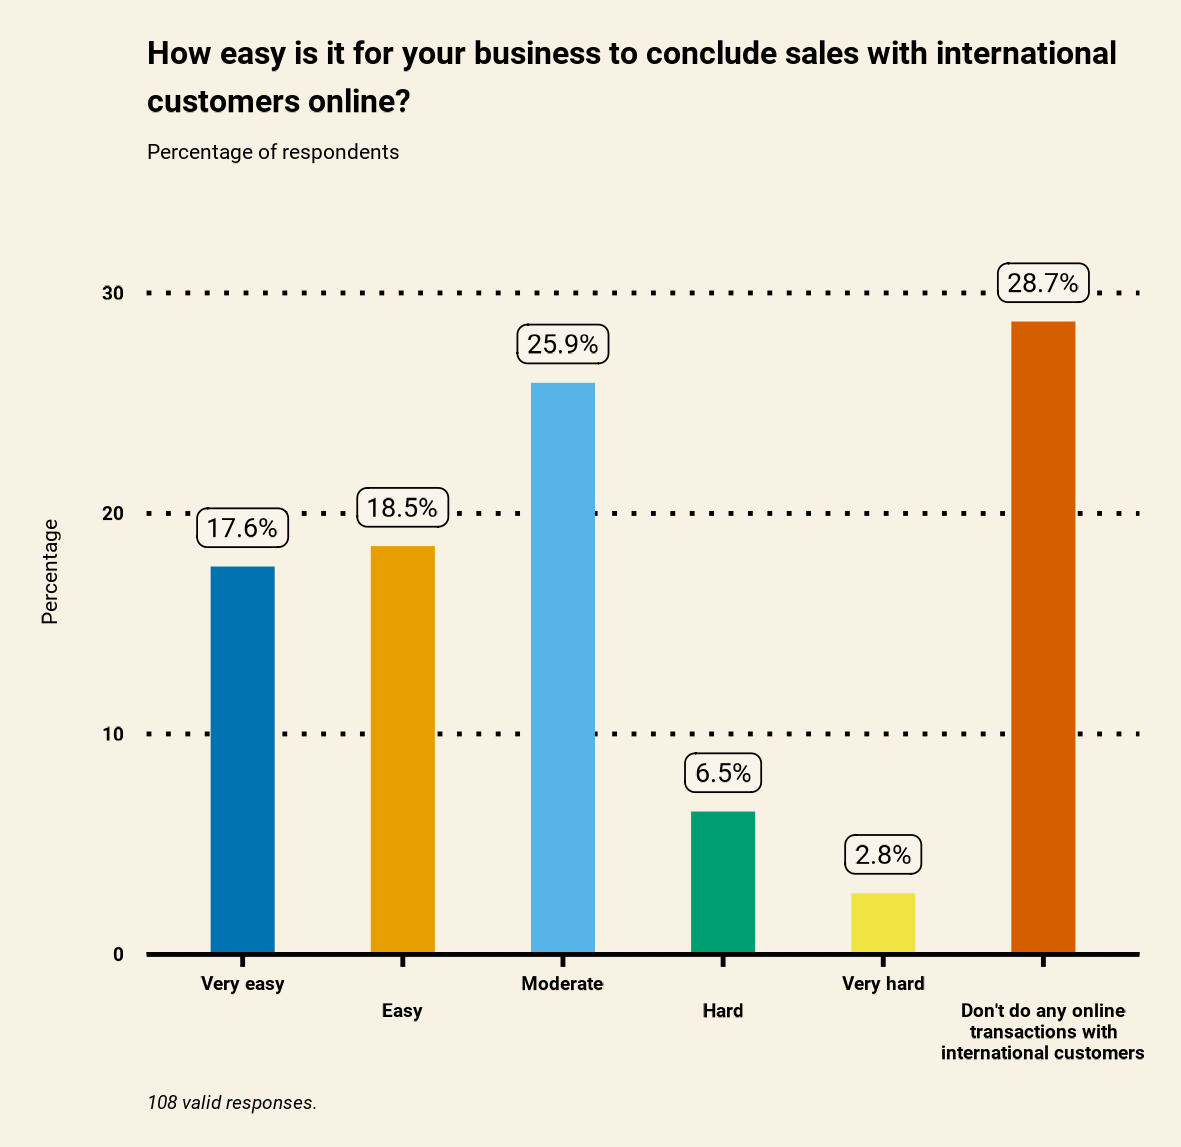 How easy is it for your business to conclude sales with international
customers online?
Percentage of respondents
Percentage
30
20
10
0
17.6%
18.5%
25.9%
6.5%
2.8%
28.7%
Very easy
Easy
Moderate
Hard
Very hard
Don't do any online
transactions with
international customers
108 valid responses.